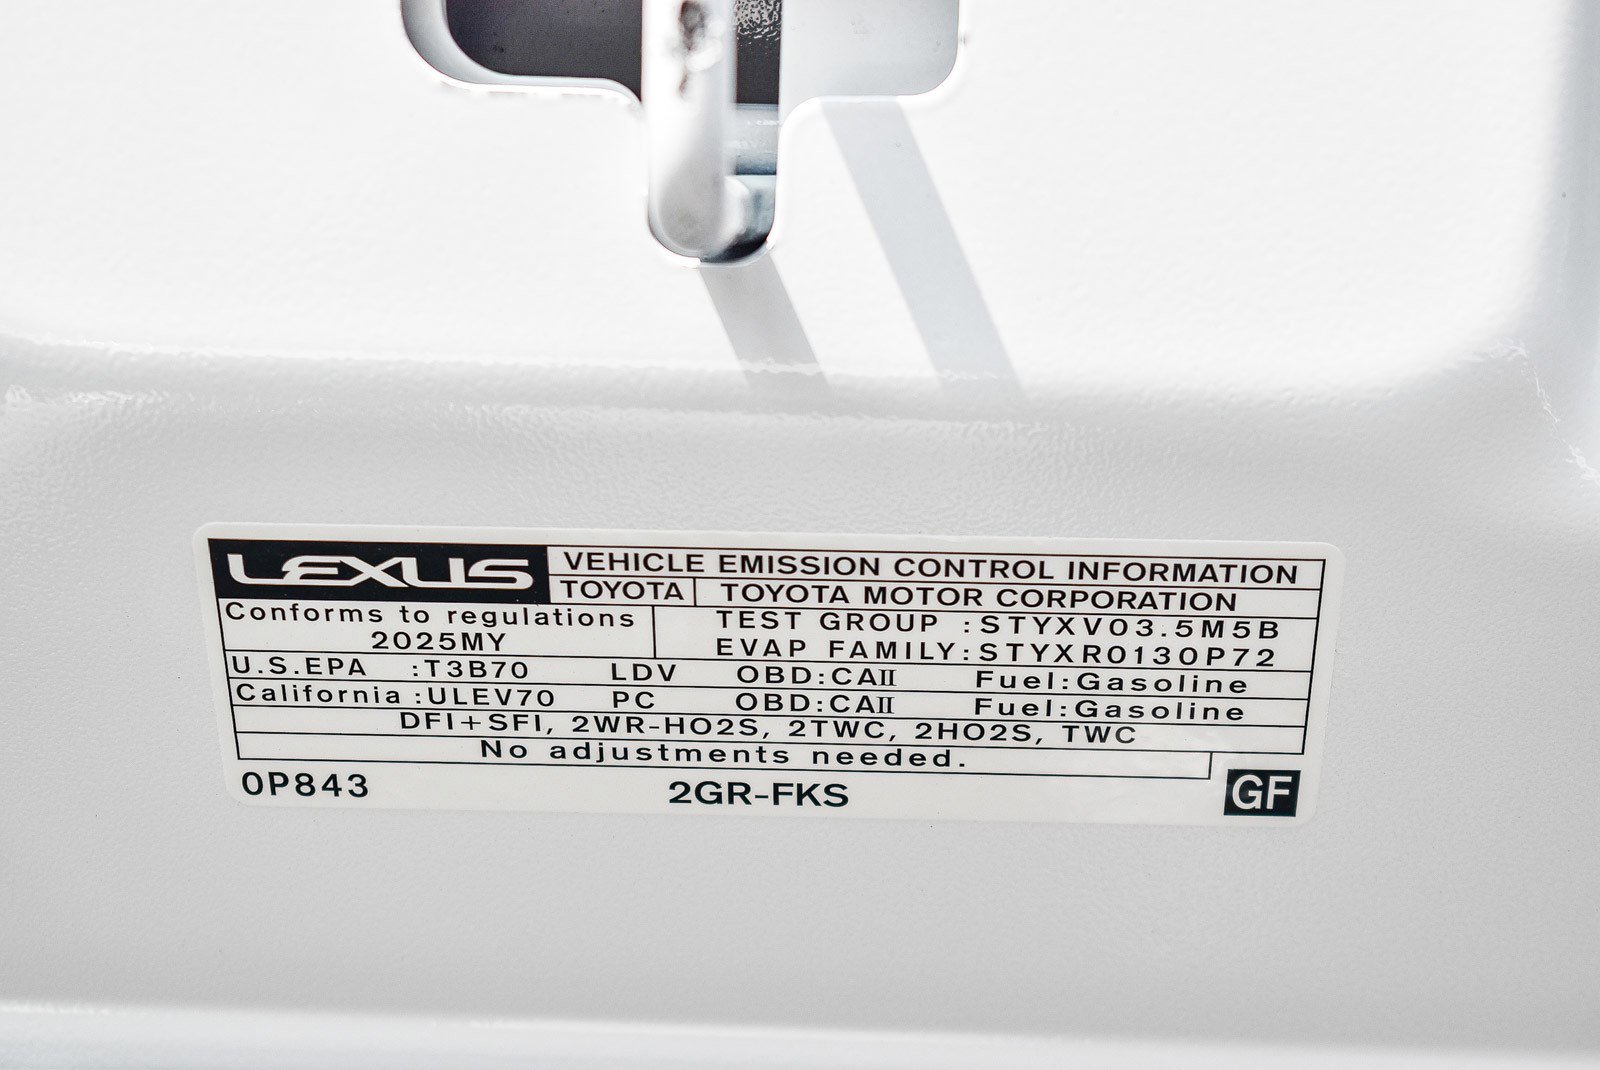 LEXUS VEHICLE EMISSION CONTROL INFORMATION
TOYOTA TOYOTA MOTOR CORPORATION
Conforms to regulations
2025MY
TEST GROUP :STYXV03.5M5B
EVAP FAMILY:STYXR0130P72
U.S.EPA :T3B70 LDV OBD:CAII Fuel:Gasoline
California :ULEV70 PC OBD:CAII Fuel:Gasoline
DFI+SFI, 2WR-HO2S, 2TWC, 2HO2S, TWC
No adjustments needed.
0P843 2GR-FKS GF